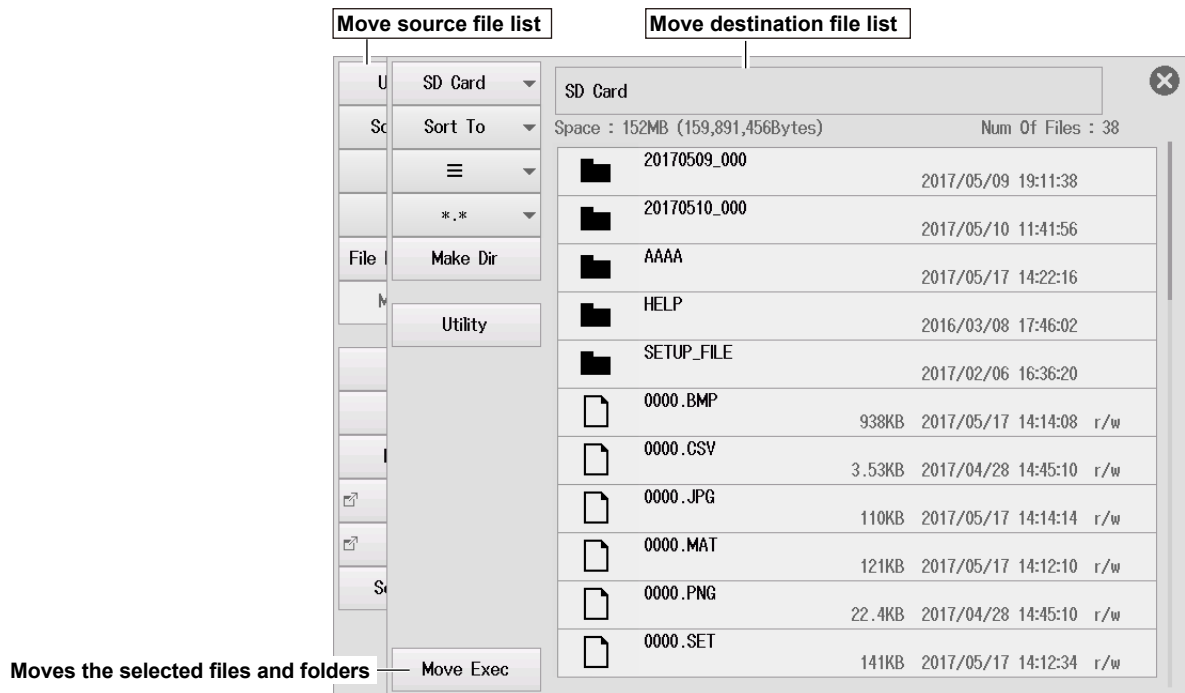 Move source file list
Move destination file list
U
SD Card
SD Card
So
Sort To
Space : 152MB (159,891,456Bytes)
Num Of Files : 38
20170509_000
2017/05/09 19:11:38
*.*
20170510_000
2017/05/10 11:41:56
File
Make Dir
AAAA
2017/05/17 14:22:16
M
Utility
HELP
2016/03/08 17:46:02
SETUP_FILE
2017/02/06 16:36:20
0000.BMP
938KB 2017/05/17 14:14:08 r/w
0000.CSV
3.53KB 2017/04/28 14:45:10 r/w
0000.JPG
110KB 2017/05/17 14:14:14 r/w
0000.MAT
121KB 2017/05/17 14:12:10 r/w
Se
0000.PNG
22.4KB 2017/04/28 14:45:10 r/w
0000.SET
141KB 2017/05/17 14:12:34 r/w
Moves the selected files and folders
Move Exec